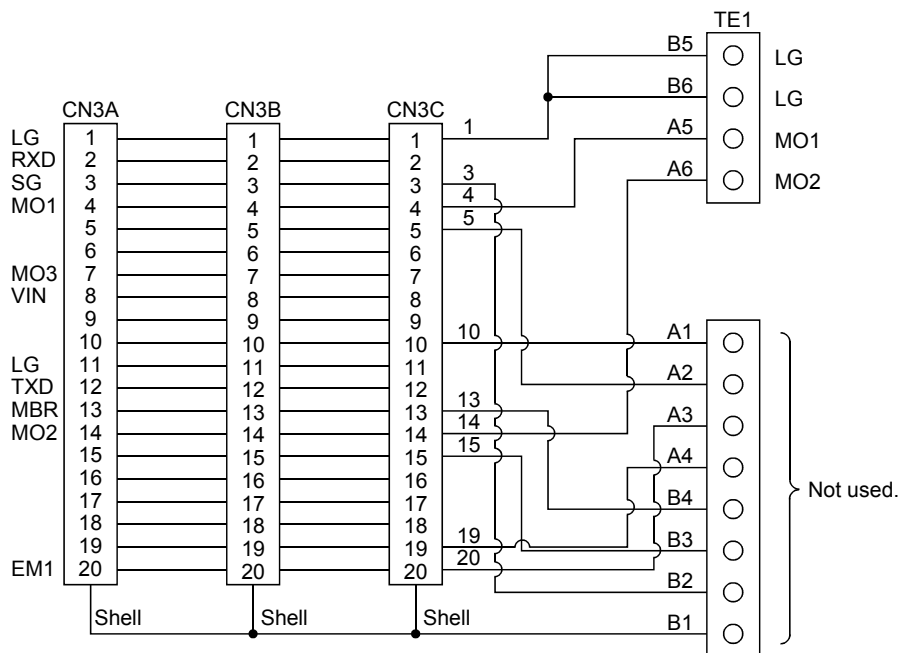 TE1
B5 LG
B6 LG
CN3A CN3B CN3C
LG 1 1 1 1 A5 MO1
RXD 2 2 2
SG 3 3 3 3 A6 MO2
MO1 4 4 4 4
5 5 5 5
6 6 6
MO3 7 7 7
VIN 8 8 8
9 9 9
10 10 10 10 A1
LG 11 11 11
TXD 12 12 12 A2
MBR 13 13 13 13
MO2 14 14 14 14 A3
15 15 15 15
16 16 16 A4
17 17 17 B4
18 18 18
19 19 19 19 B3
EM1 20 20 20 20
B2
Shell Shell Shell B1
Not used.